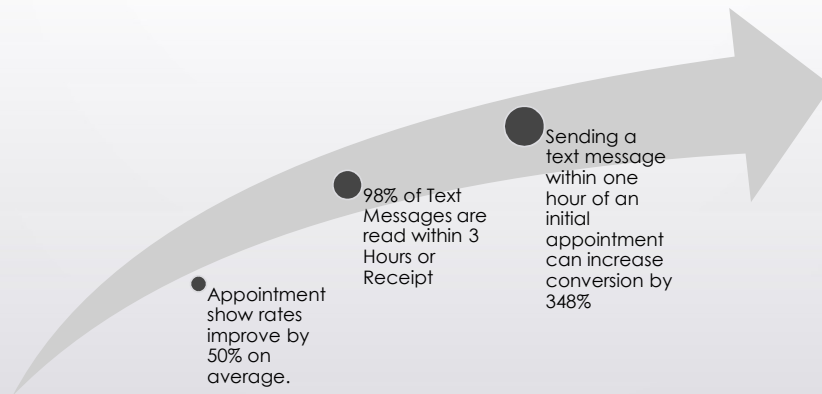 Appointment
show rates
improve by
50% on
average.
98% of Text
Messages are
read within 3
Hours or
Receipt
Sending a
text message
within one
hour of an
initial
appointment
can increase
conversion by
348%